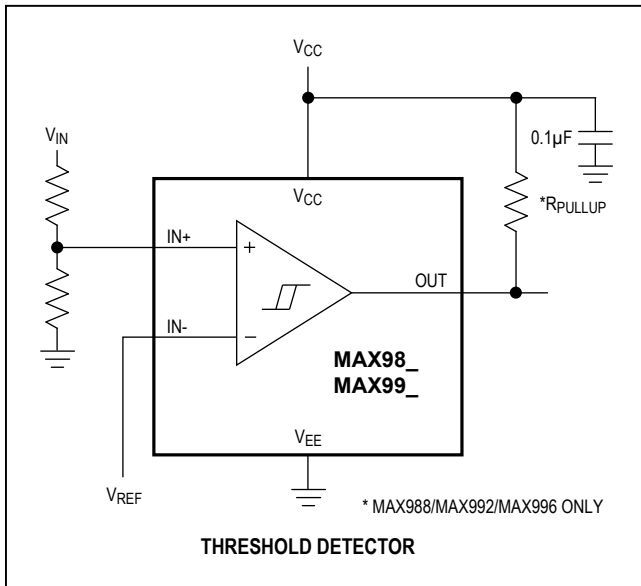 VCC
VIN
0.1µF
VCC
*RPULLUP
IN+
+
OUT
IN-
−
MAX98_
MAX99_
VEE
VREF
* MAX988/MAX992/MAX996 ONLY
THRESHOLD DETECTOR